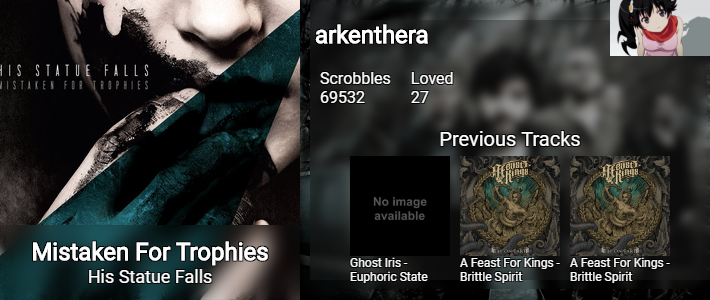 HIS STATUE FALLS
MISTAKEN FOR TROPHIES
Mistaken For Trophies
His Statue Falls
arkenthera
Scrobbles Loved
69532 27
Previous Tracks
No image
available
Ghost Iris -
Euphoric State
A Feast For Kings -
Brittle Spirit
A Feast For Kings -
Brittle Spirit